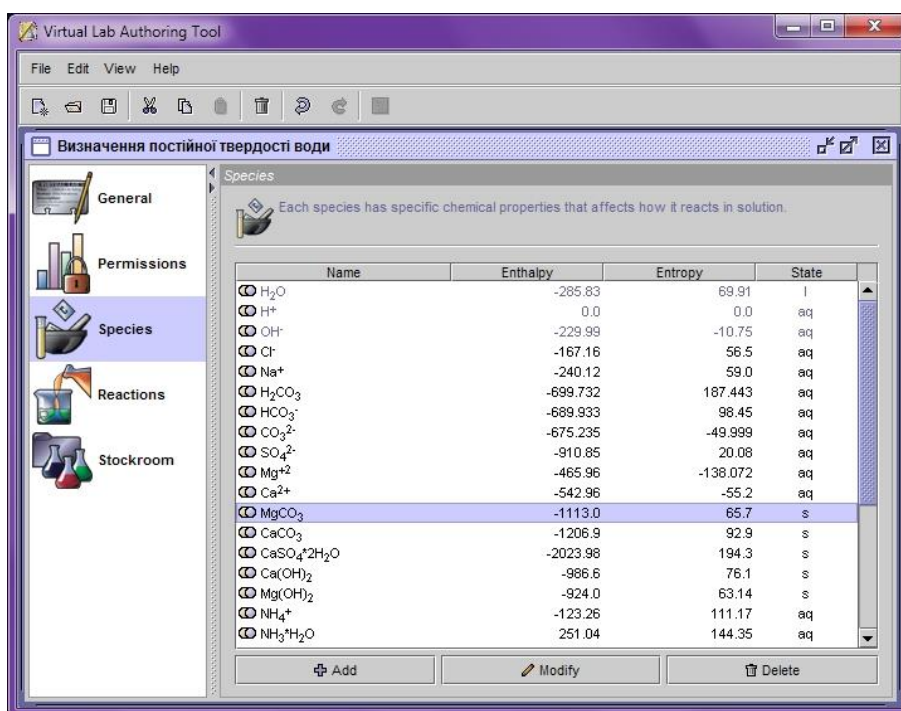 Virtual Lab Authoring Tool
File Edit View Help
Визначення постійної твердості води
General
Permissions
Species
Reactions
Stockroom
Species
Each species has specific chemical properties that affects how it reacts in solution.
Name Enthalpy Entropy State
H₂O -285.83 69.91 l
H⁺ 0.0 0.0 aq
OH⁻ -229.99 -10.75 aq
Cl⁻ -167.16 56.5 aq
Na⁺ -240.12 59.0 aq
H₂CO₃ -699.732 187.443 aq
HCO₃⁻ -689.933 98.45 aq
CO₃²⁻ -675.235 -49.999 aq
SO₄²⁻ -910.85 20.08 aq
Mg⁺² -465.96 -138.072 aq
Ca²⁺ -542.96 -55.2 aq
MgCO₃ -1113.0 65.7 s
CaCO₃ -1206.9 92.9 s
CaSO₄*2H₂O -2023.98 194.3 s
Ca(OH)₂ -986.6 76.1 s
Mg(OH)₂ -924.0 63.14 s
NH₄⁺ -123.26 111.17 aq
NH₃*H₂O 251.04 144.35 aq
Add Modify Delete